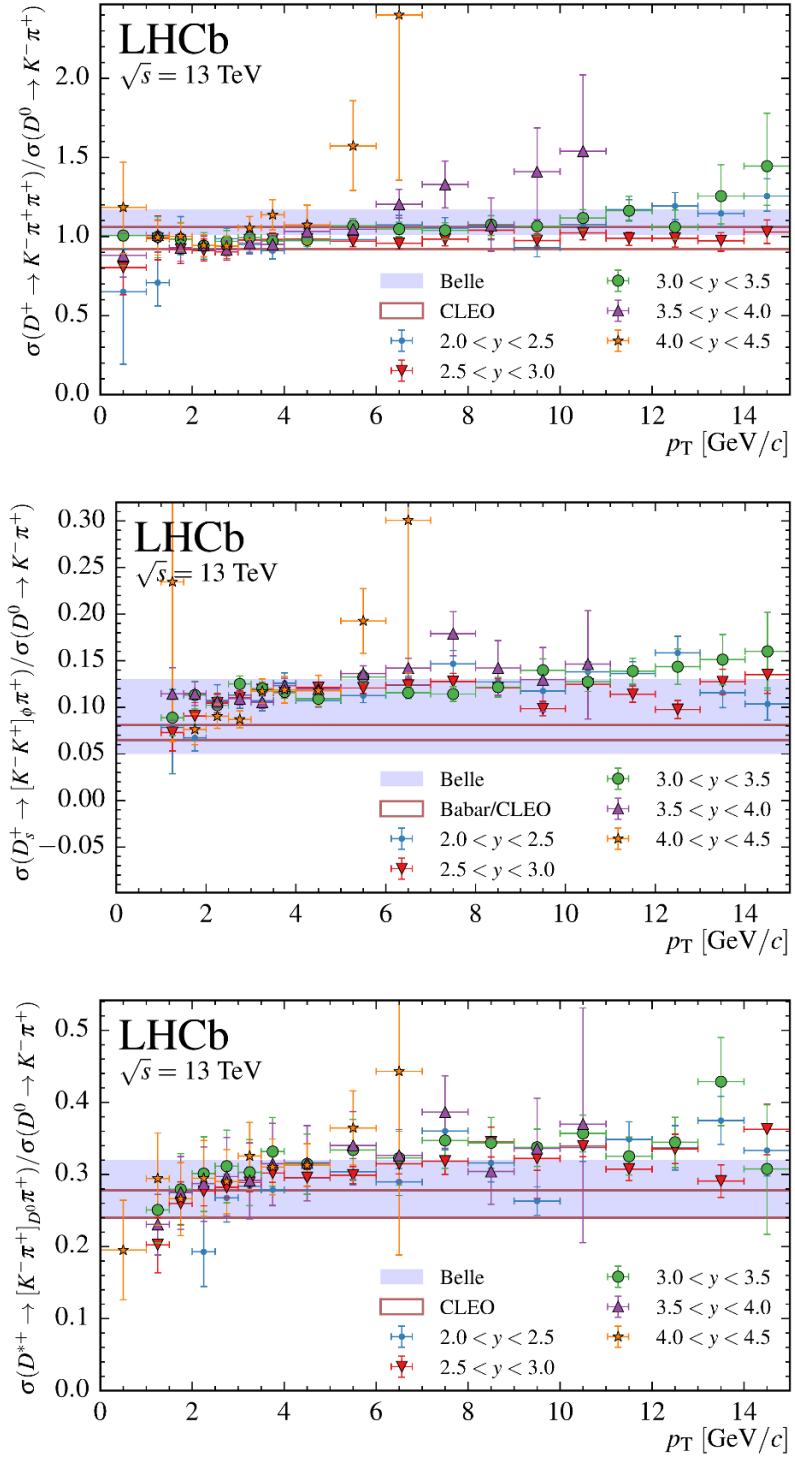 LHCb
√s = 13 TeV
σ(D⁺ → K⁻π⁺π⁺)/σ(D⁰ → K⁻π⁺)
2.0
1.5
1.0
0.5
0.0
Belle
CLEO
2.0 < y < 2.5
2.5 < y < 3.0
3.0 < y < 3.5
3.5 < y < 4.0
4.0 < y < 4.5
0 2 4 6 8 10 12 14
p_T [GeV/c]
LHCb
√s = 13 TeV
σ(D_s⁺ → [K⁻K⁺]_ϕ π⁺)/σ(D⁰ → K⁻π⁺)
0.30
0.25
0.20
0.15
0.10
0.05
0.00
−0.05
Belle
Babar/CLEO
2.0 < y < 2.5
2.5 < y < 3.0
3.0 < y < 3.5
3.5 < y < 4.0
4.0 < y < 4.5
0 2 4 6 8 10 12 14
p_T [GeV/c]
LHCb
√s = 13 TeV
σ(D*⁺ → [K⁻π⁺]_D⁰ π⁺)/σ(D⁰ → K⁻π⁺)
0.5
0.4
0.3
0.2
0.1
0.0
Belle
CLEO
2.0 < y < 2.5
2.5 < y < 3.0
3.0 < y < 3.5
3.5 < y < 4.0
4.0 < y < 4.5
0 2 4 6 8 10 12 14
p_T [GeV/c]